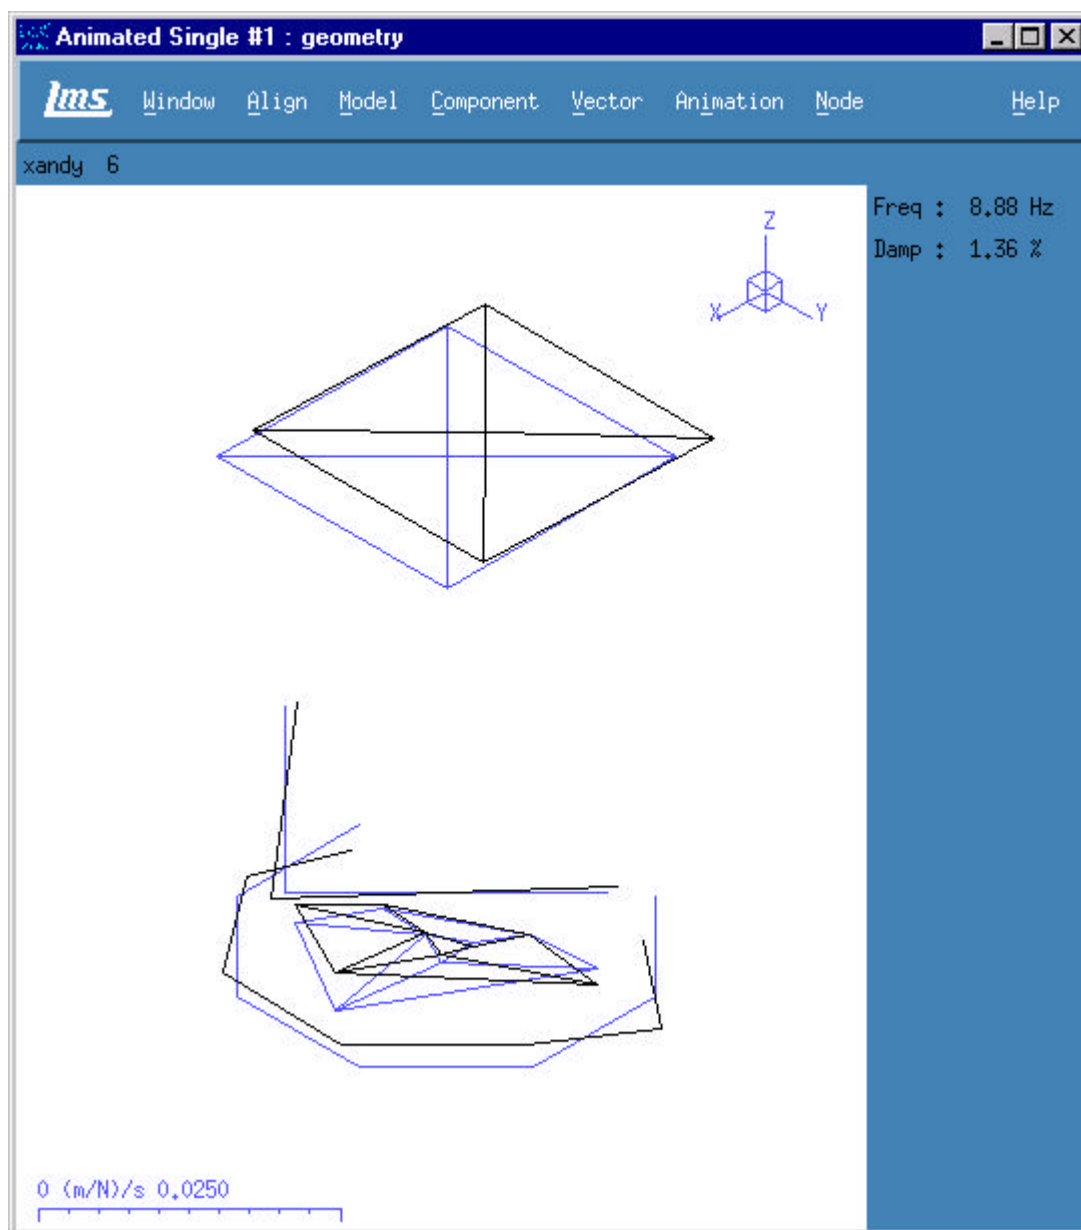 Animated Single #1 : geometry
lms Window Align Model Component Vector Animation Node Help
xandy 6
Freq : 8.88 Hz
Damp : 1.36 %
Z
X Y
0 (m/N)/s 0.0250